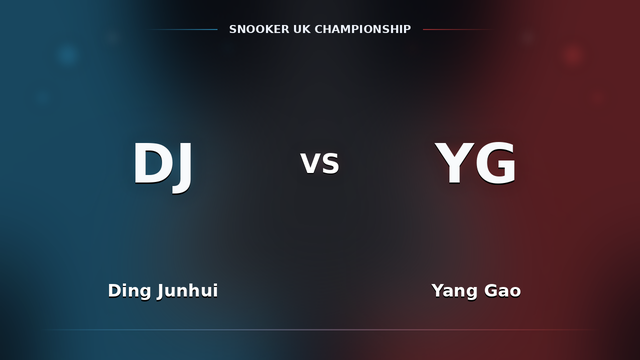 SNOOKER UK CHAMPIONSHIP
DJ
VS
YG
Ding Junhui
Yang Gao